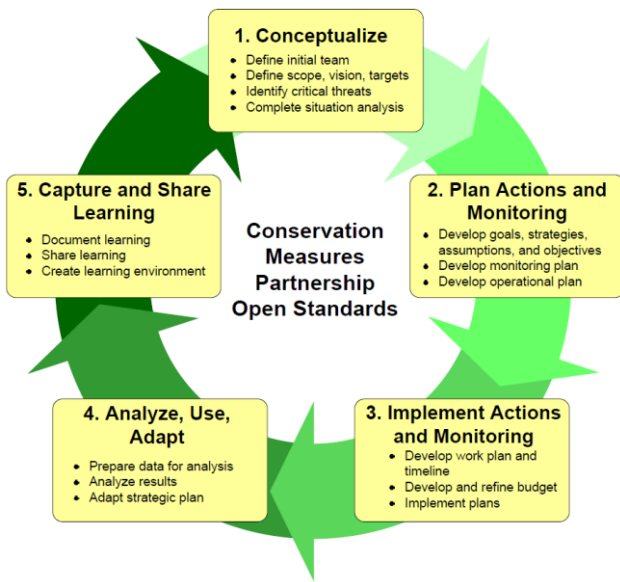 1. Conceptualize
• Define initial team
• Define scope, vision, targets
• Identify critical threats
• Complete situation analysis
2. Plan Actions and
Monitoring
• Develop goals, strategies,
assumptions, and objectives
• Develop monitoring plan
• Develop operational plan
3. Implement Actions
and Monitoring
• Develop work plan and
timeline
• Develop and refine budget
• Implement plans
4. Analyze, Use,
Adapt
• Prepare data for analysis
• Analyze results
• Adapt strategic plan
5. Capture and Share
Learning
• Document learning
• Share learning
• Create learning environment
Conservation
Measures
Partnership
Open Standards